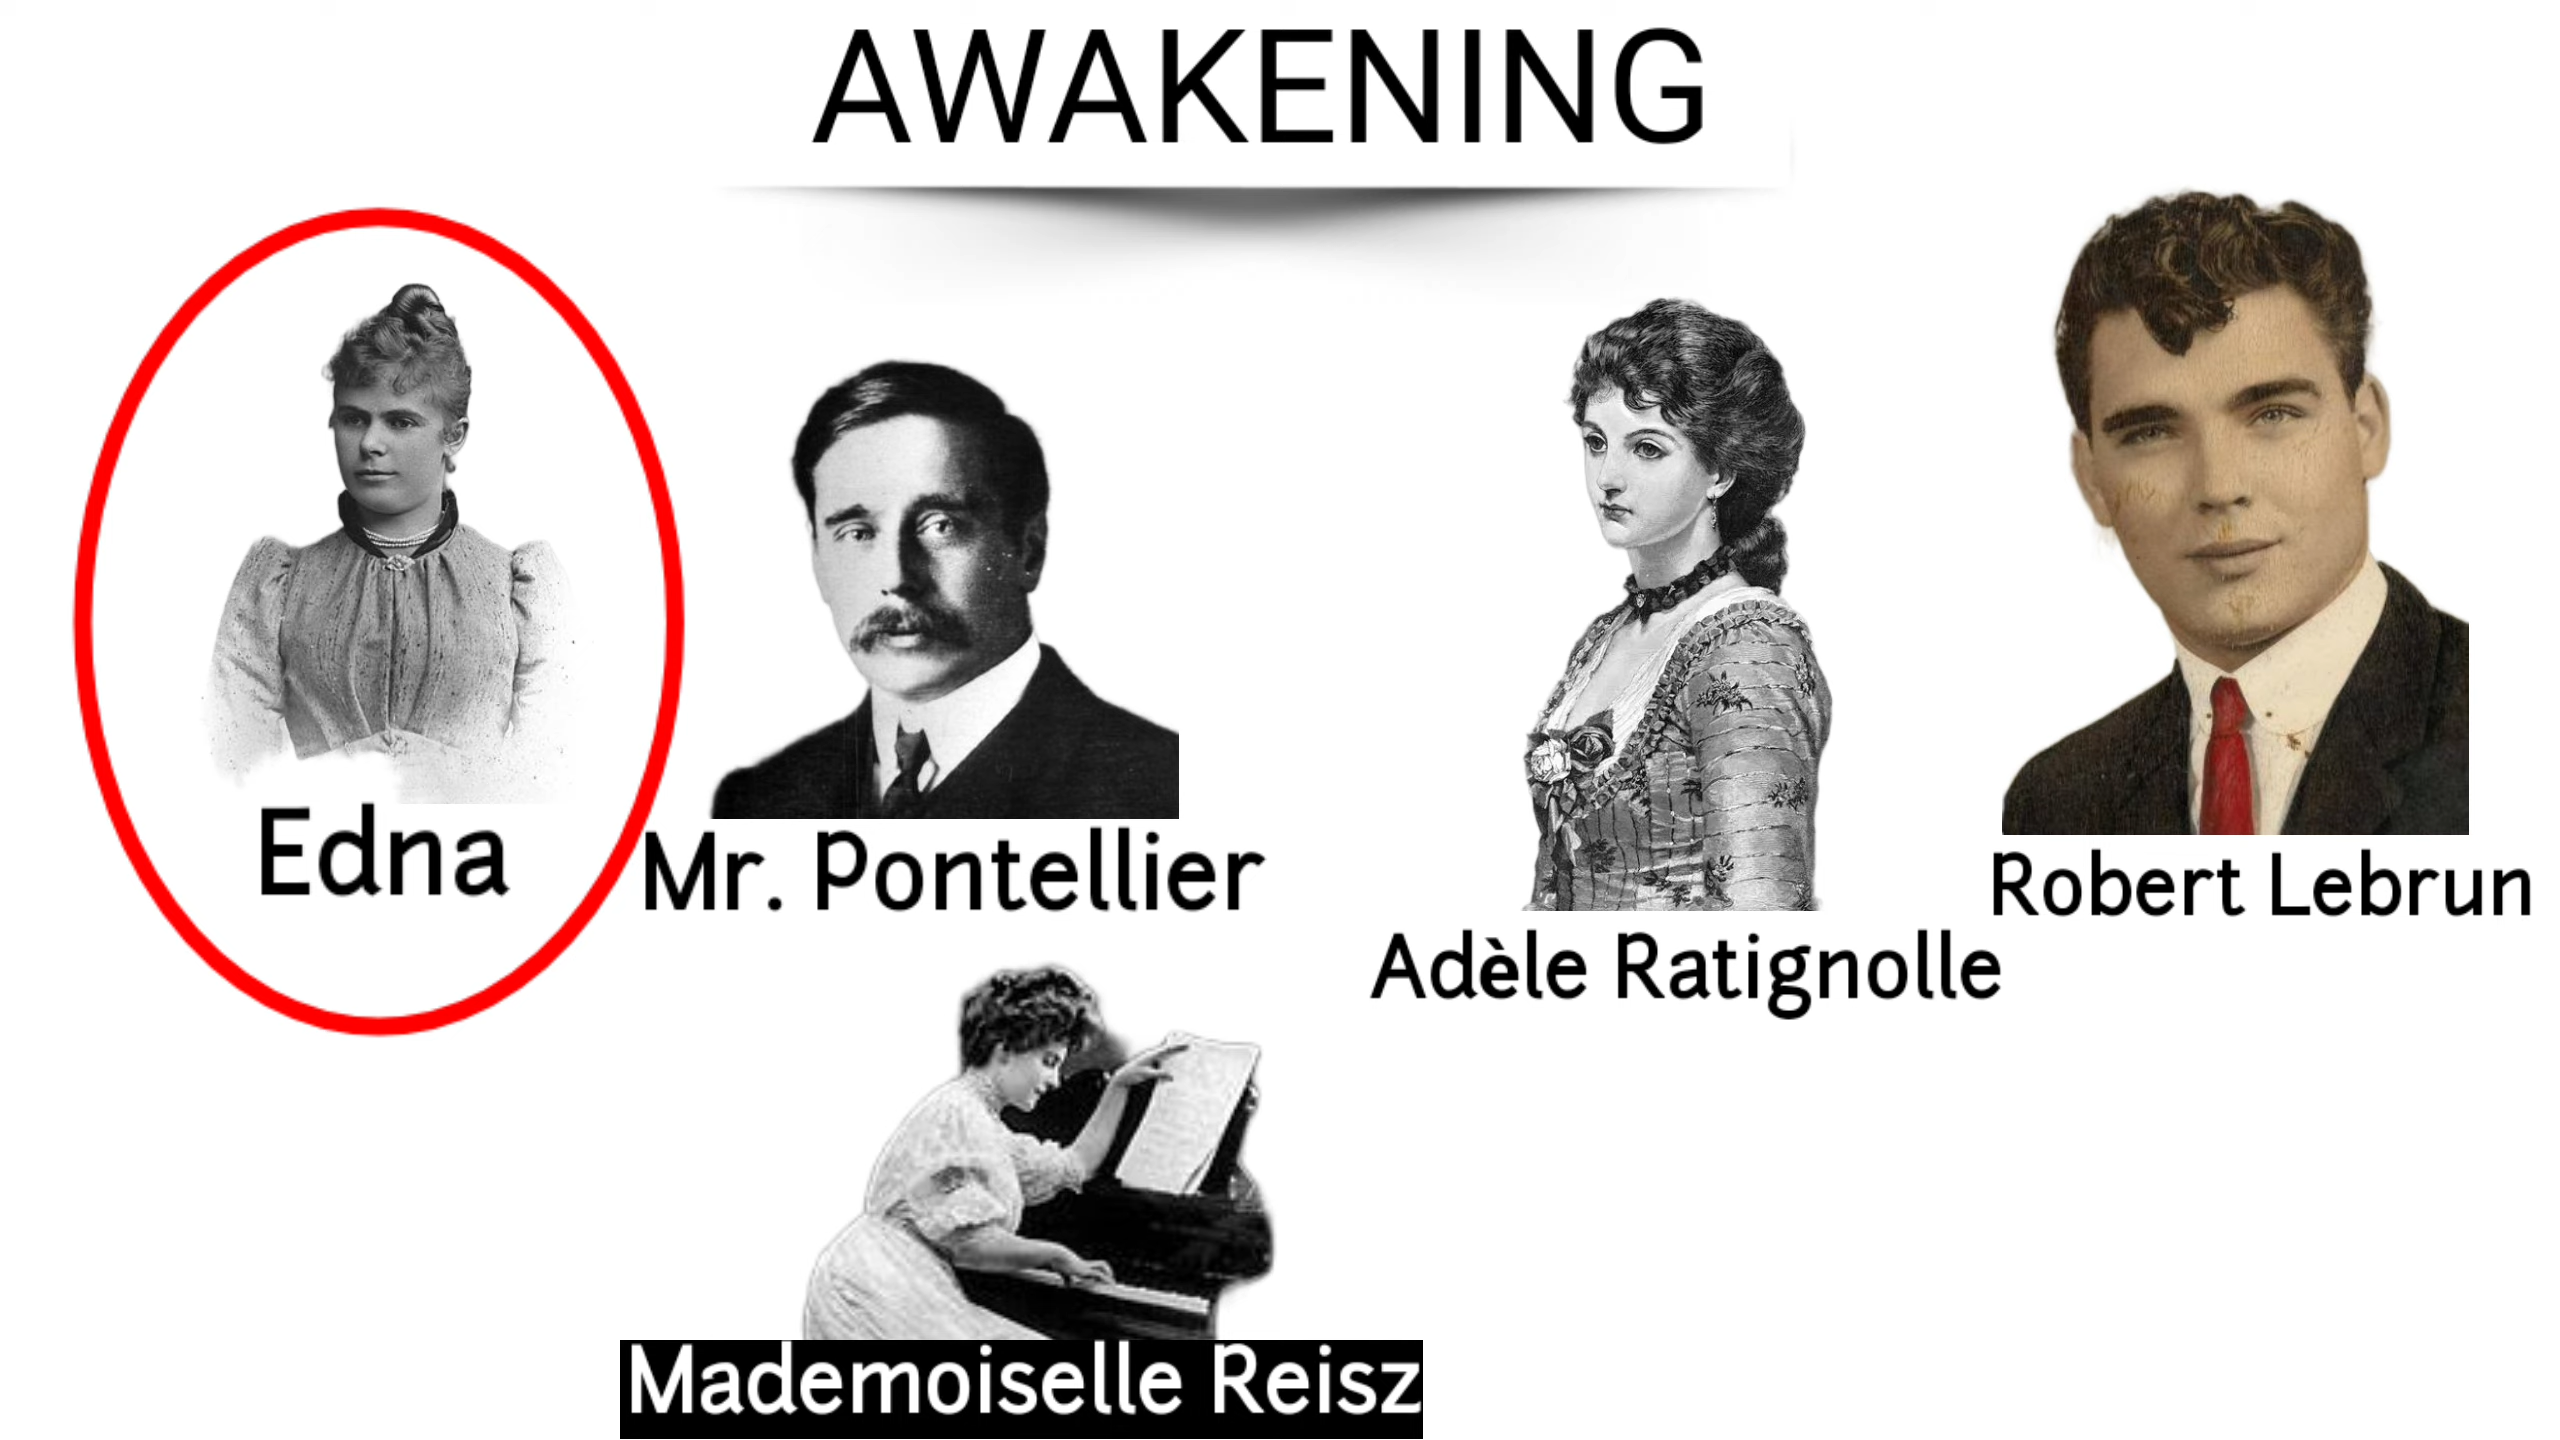 AWAKENING
Edna
Mr. Pontellier
Adèle Ratignolle
Robert Lebrun
Mademoiselle Reisz